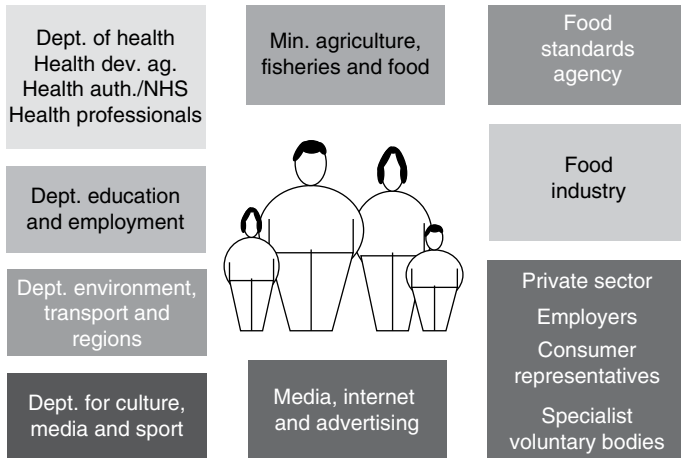 Dept. of health
Health dev. ag.
Health auth./NHS
Health professionals
Min. agriculture,
fisheries and food
Food
standards
agency
Dept. education
and employment
Food
industry
Dept. environment,
transport and
regions
Private sector
Employers
Consumer
representatives
Specialist
voluntary bodies
Dept. for culture,
media and sport
Media, internet
and advertising